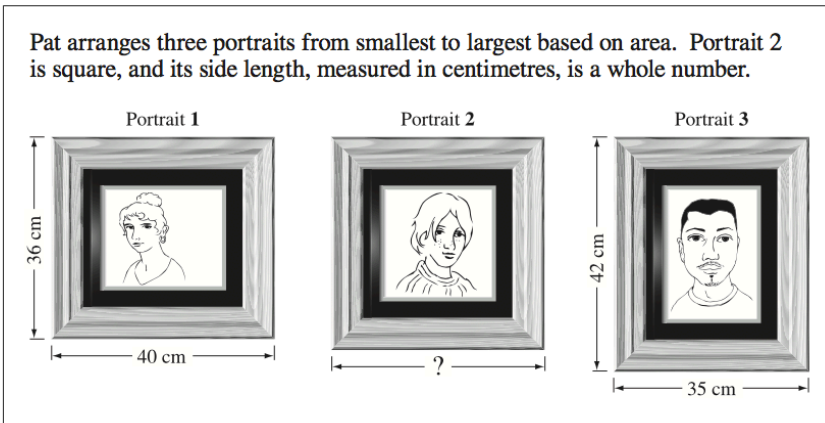 Pat arranges three portraits from smallest to largest based on area. Portrait 2
is square, and its side length, measured in centimetres, is a whole number.
Portrait 1
Portrait 2
Portrait 3
36 cm
40 cm
?
42 cm
35 cm